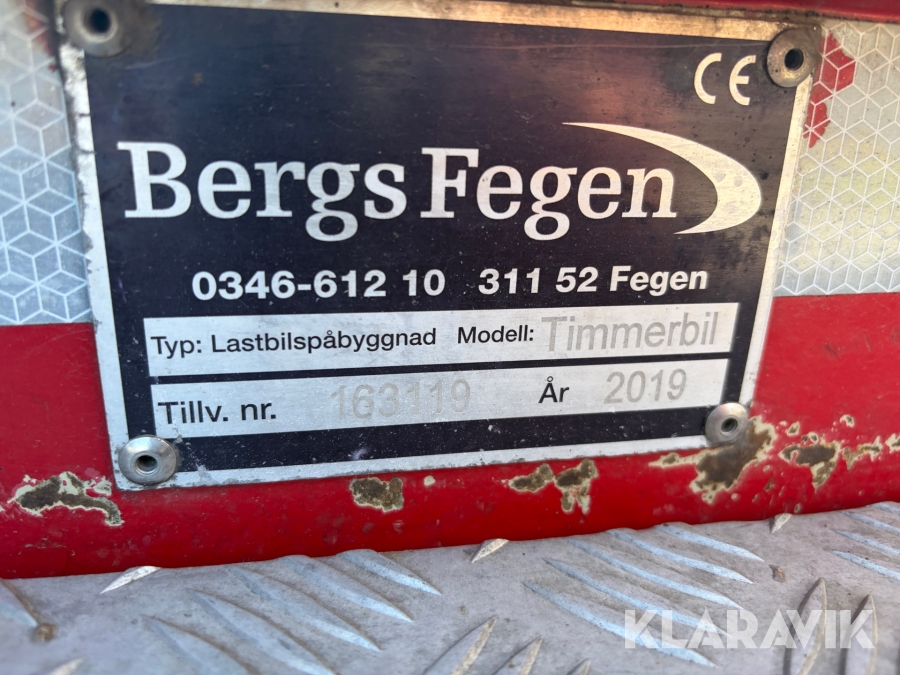 CE
Bergs Fegen
0346-612 10 311 52 Fegen
Typ: Lastbilspåbyggnad Modell: Timmerbil
Tillv. nr. 163119 År 2019
KLARAVIK